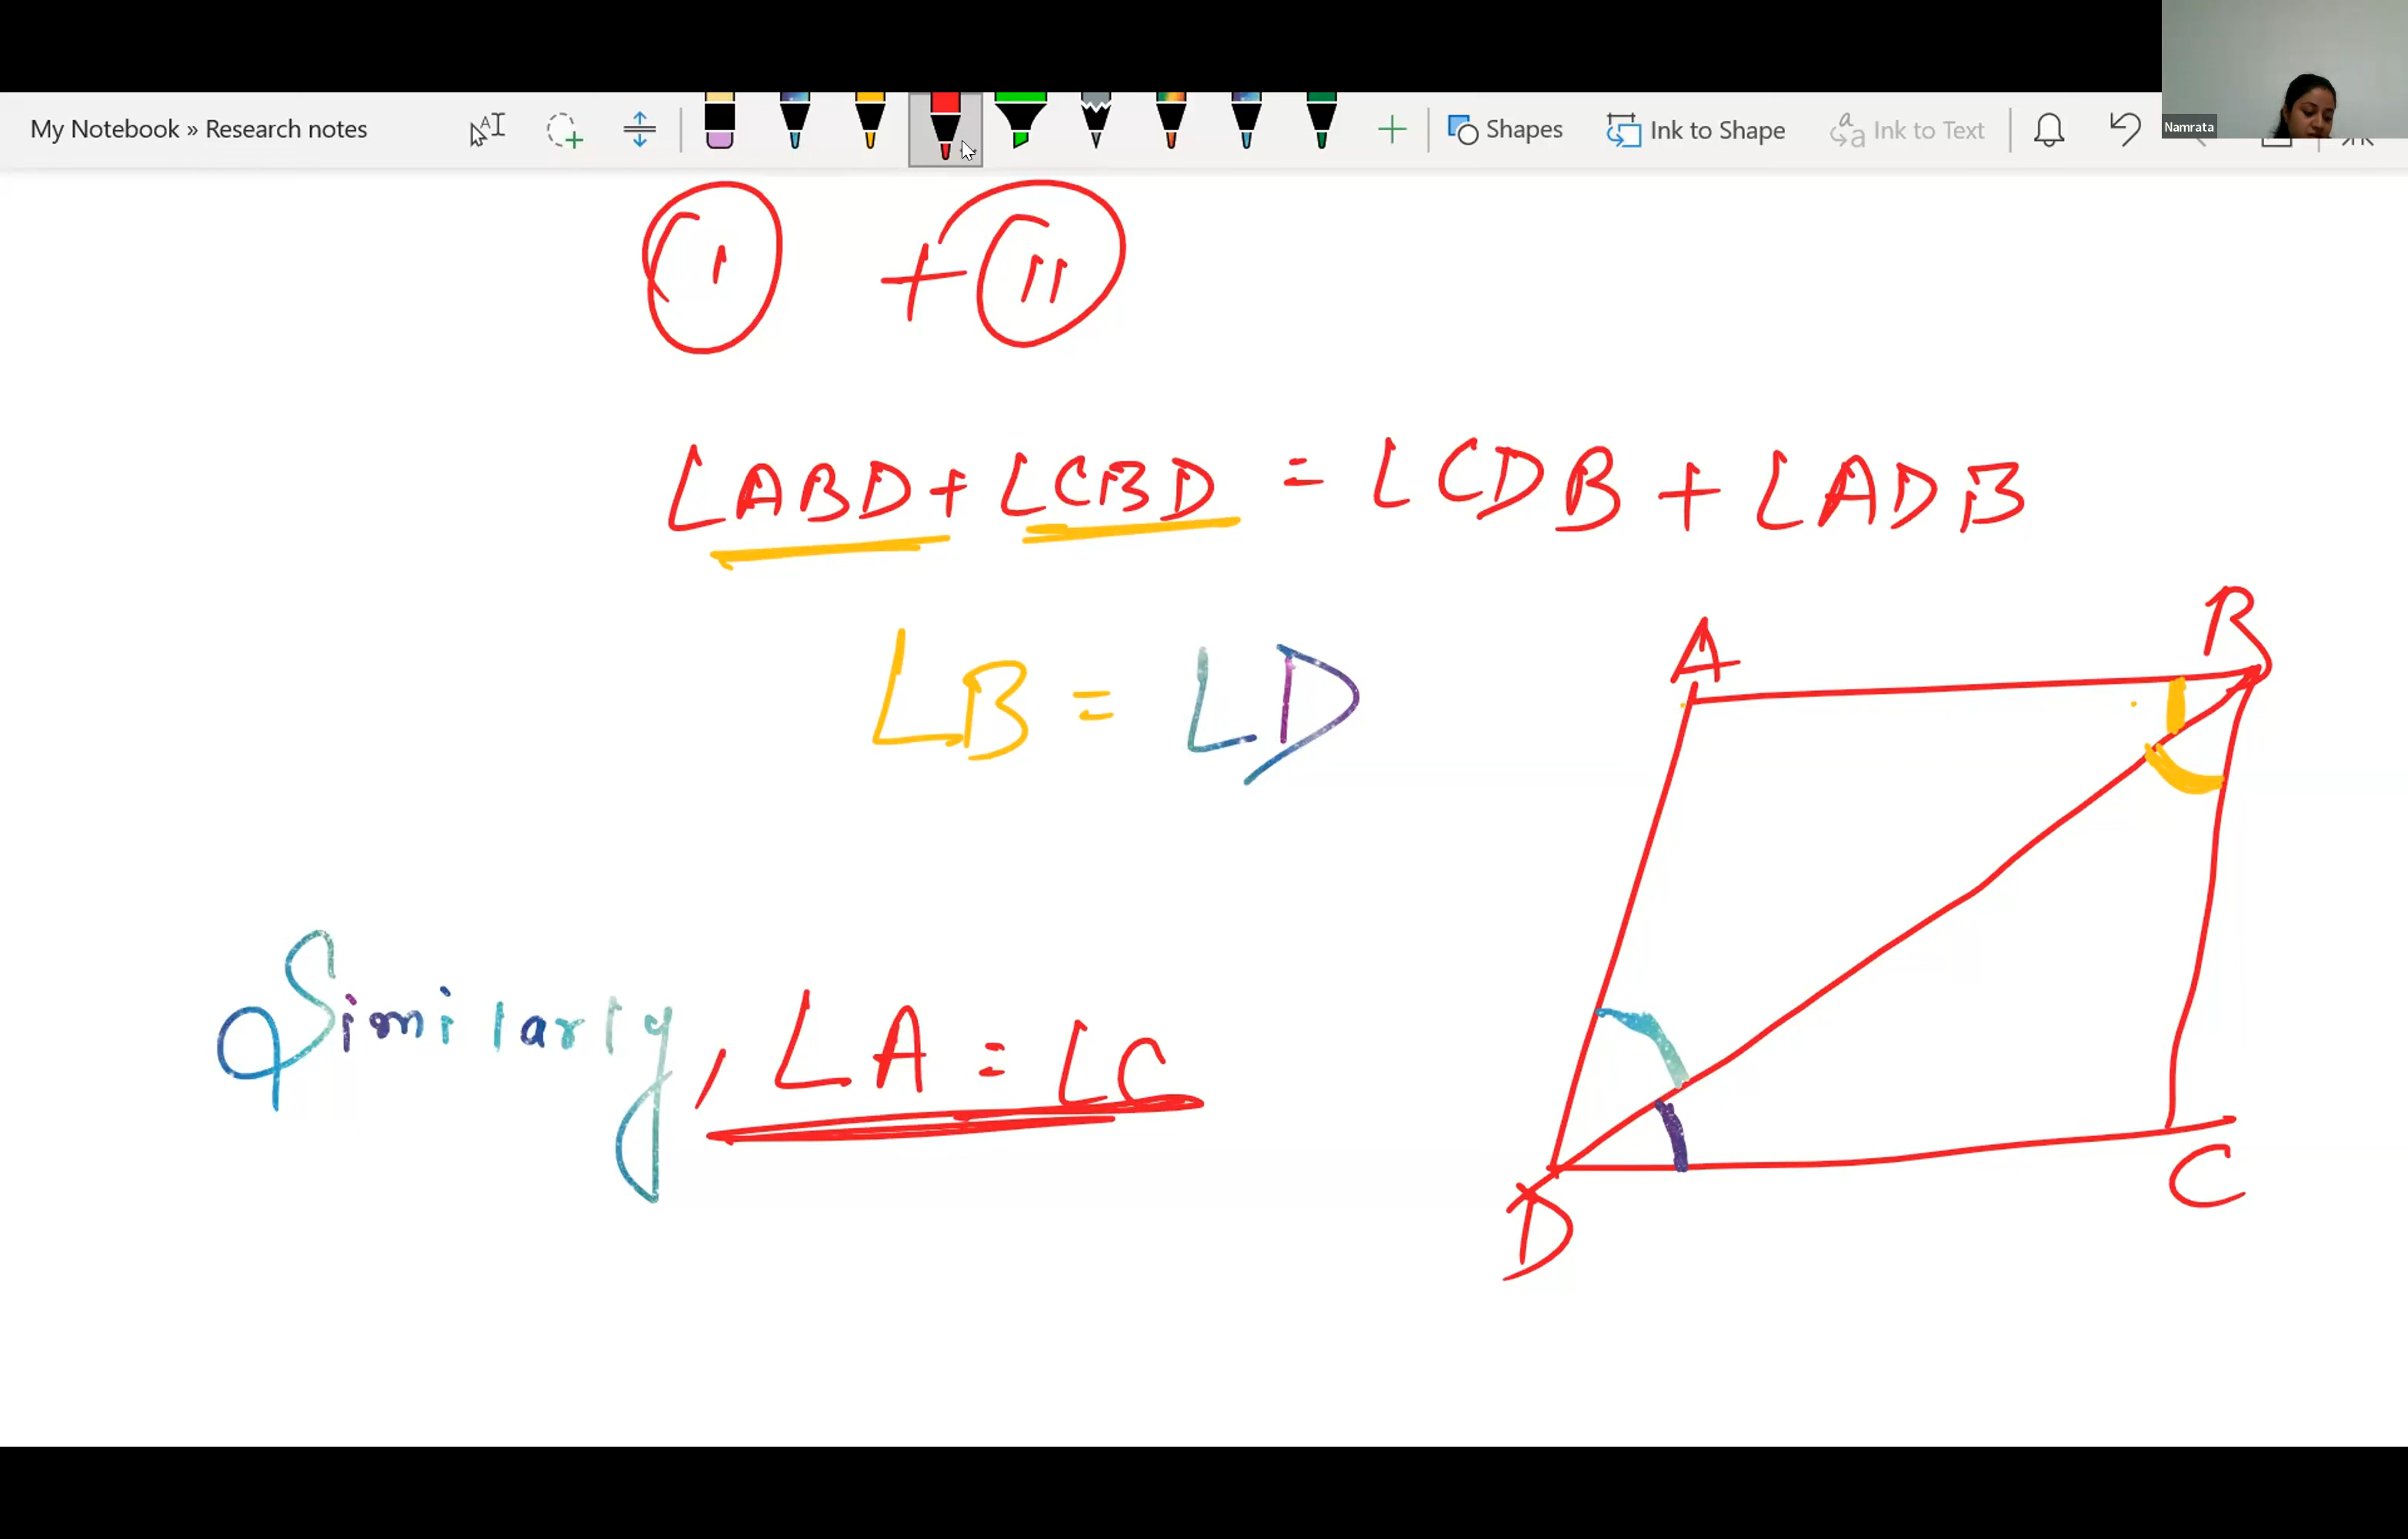 My Notebook » Research notes
Shapes
Ink to Shape
Ink to Text
Namrata
I + II
∠ABD + ∠CBD = ∠CDB + ∠ADB
∠B = ∠D
A
B
Similarly, ∠A = ∠C
D
C